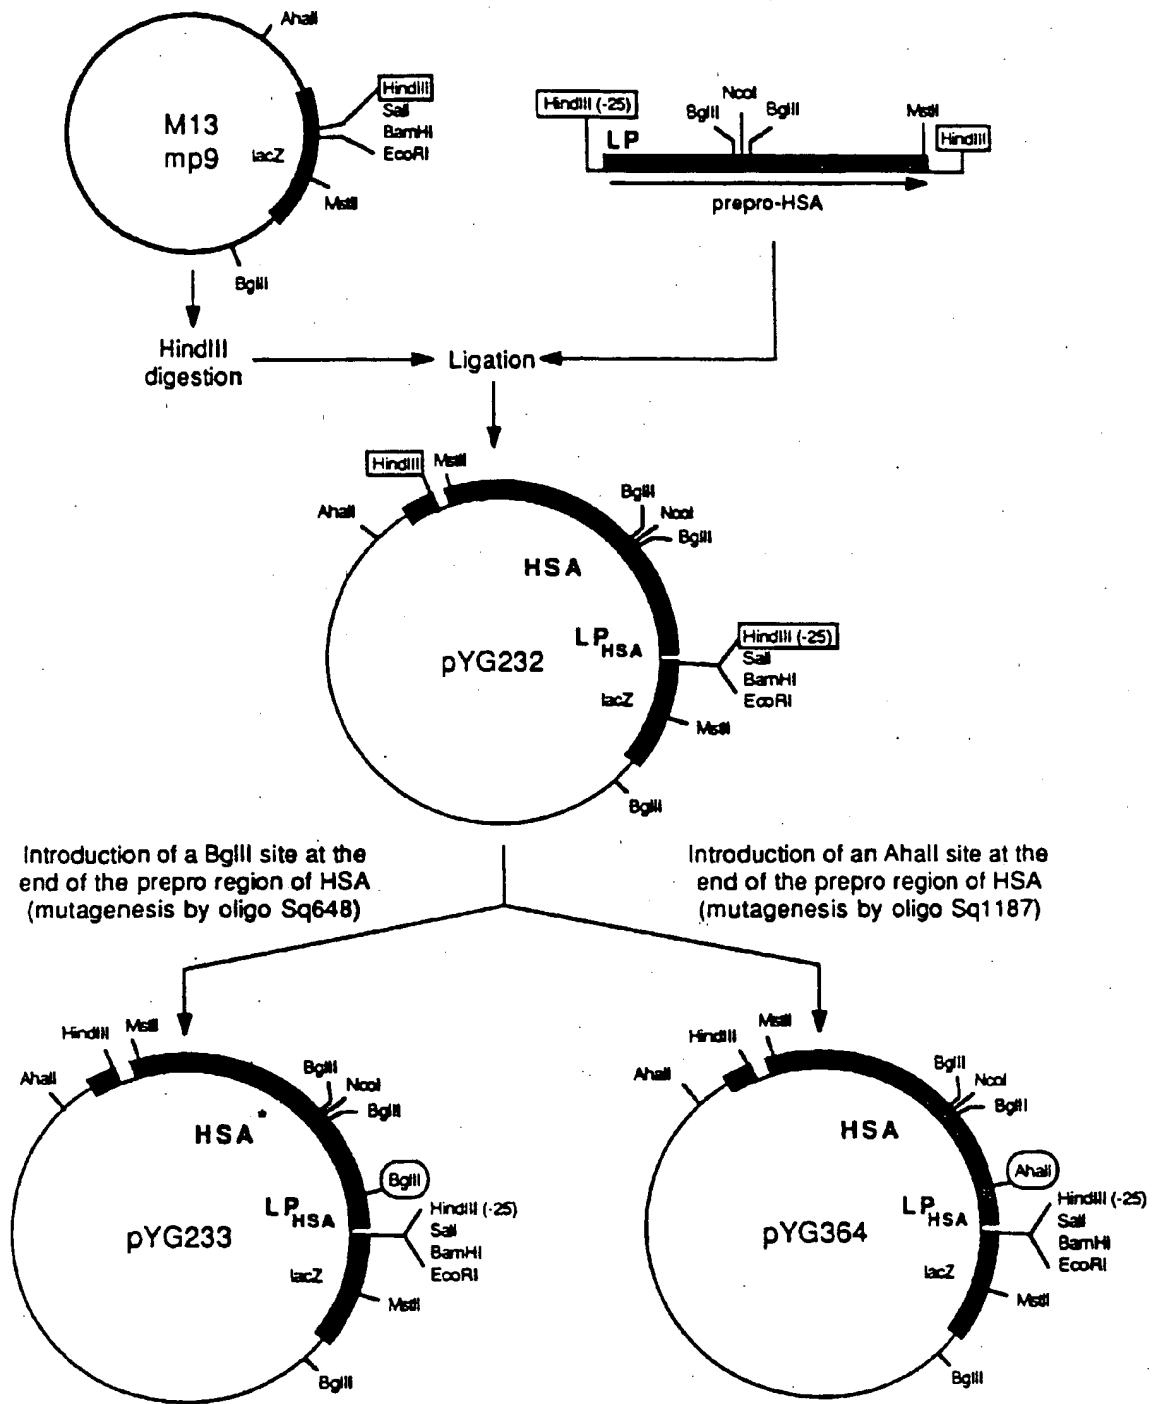 AhaII
HindIII
SalI
BamHI
EcoRI
M13
mp9
lacZ
MstII
BglII
HindIII (-25)
LP
BglII
NcoI
BglII
MstII
HindIII
prepro-HSA
HindIII
digestion
Ligation
HindIII
MstII
AhaII
BglII
NcoI
BglII
HSA
LP HSA
pYG232
lacZ
HindIII (-25)
SalI
BamHI
EcoRI
MstII
BglII
Introduction of a BglII site at the
end of the prepro region of HSA
(mutagenesis by oligo Sq648)
Introduction of an AhaII site at the
end of the prepro region of HSA
(mutagenesis by oligo Sq1187)
HindIII
MstII
AhaII
BglII
NcoI
BglII
HSA*
BglII
LP HSA
pYG233
lacZ
HindIII (-25)
SalI
BamHI
EcoRI
MstII
BglII
HindIII
MstII
AhaII
BglII
NcoI
BglII
HSA
AhaII
LP HSA
pYG364
lacZ
HindIII (-25)
SalI
BamHI
EcoRI
MstII
BglII